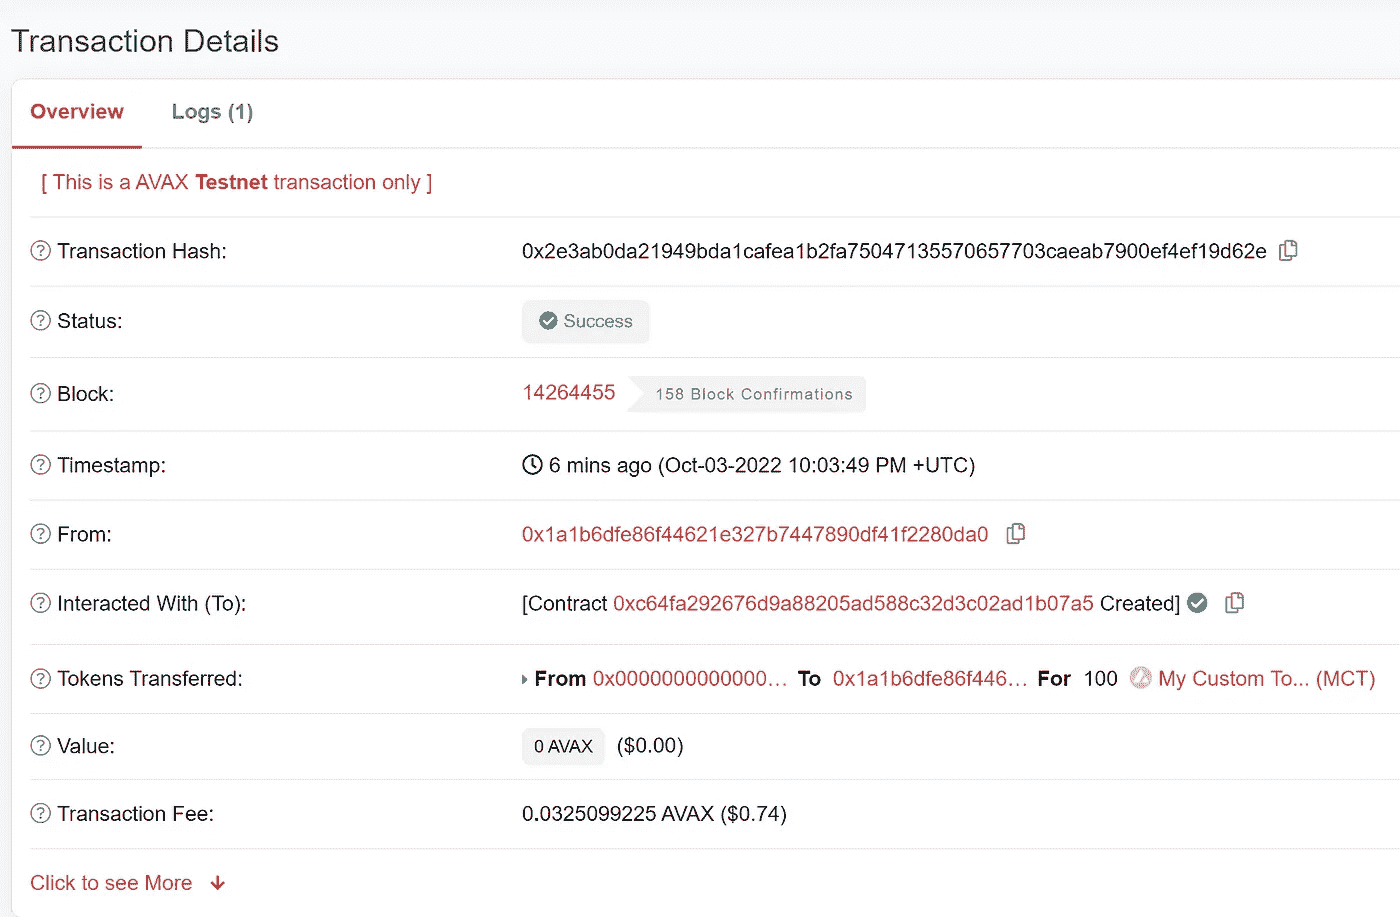 Transaction Details
Overview Logs (1)
[ This is a AVAX Testnet transaction only ]
Transaction Hash: 0x2e3ab0da21949bda1cafea1b2fa75047135570657703caeab7900ef4ef19d62e
Status: Success
Block: 14264455 158 Block Confirmations
Timestamp: 6 mins ago (Oct-03-2022 10:03:49 PM +UTC)
From: 0x1a1b6dfe86f44621e327b7447890df41f2280da0
Interacted With (To): [Contract 0xc64fa292676d9a88205ad588c32d3c02ad1b07a5 Created]
Tokens Transferred: From 0x0000000000000... To 0x1a1b6dfe86f446... For 100 My Custom To... (MCT)
Value: 0 AVAX ($0.00)
Transaction Fee: 0.0325099225 AVAX ($0.74)
Click to see More